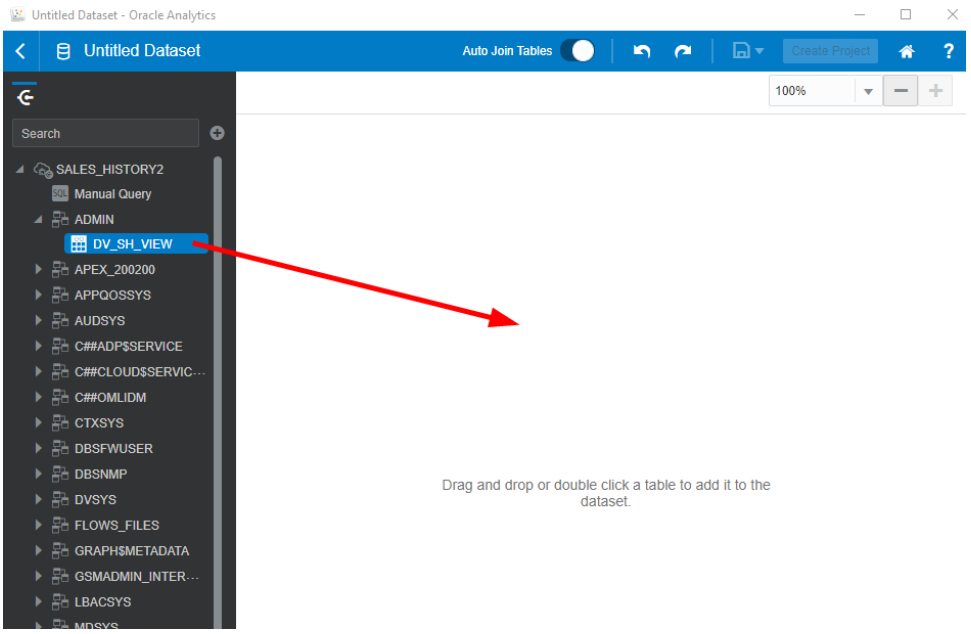 Untitled Dataset - Oracle Analytics
Untitled Dataset
Auto Join Tables
Create Project
?
100%
Search
SALES_HISTORY2
SQL Manual Query
ADMIN
DV_SH_VIEW
APEX_200200
APPQOSSYS
AUDSYS
C##ADP$SERVICE
C##CLOUD$SERVIC...
C##OMLIDM
CTXSYS
DBSFWUSER
DBSNMP
DVSYS
FLOWS_FILES
GRAPH$METADATA
GSMADMIN_INTER...
LBACSYS
MDSYS
Drag and drop or double click a table to add it to the
dataset.